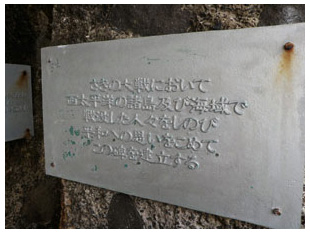 さきの大戦において
西太平洋の諸島及び海域で
戦没した人々をしのび
平和への思いをこめて
この碑を建立する